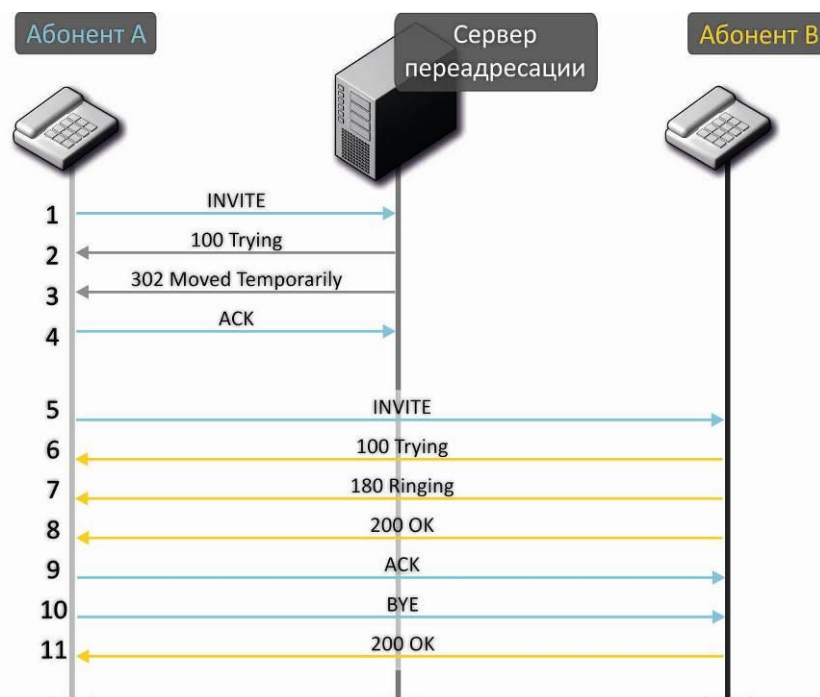 Абонент A
Сервер
переадресации
Абонент B
1 INVITE
2 100 Trying
3 302 Moved Temporarily
4 ACK
5 INVITE
6 100 Trying
7 180 Ringing
8 200 OK
9 ACK
10 BYE
11 200 OK